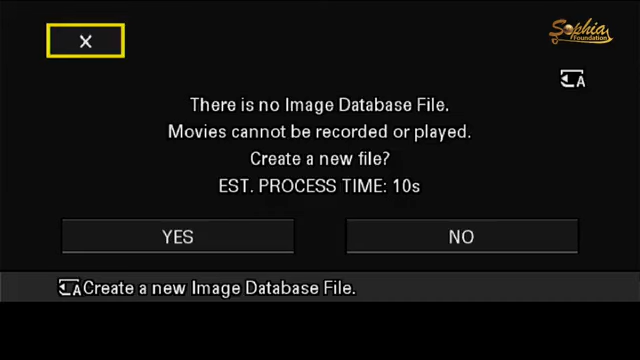 X
Sophia
Foundation
A
There is no Image Database File.
Movies cannot be recorded or played.
Create a new file?
EST. PROCESS TIME: 10s
YES
NO
A Create a new Image Database File.